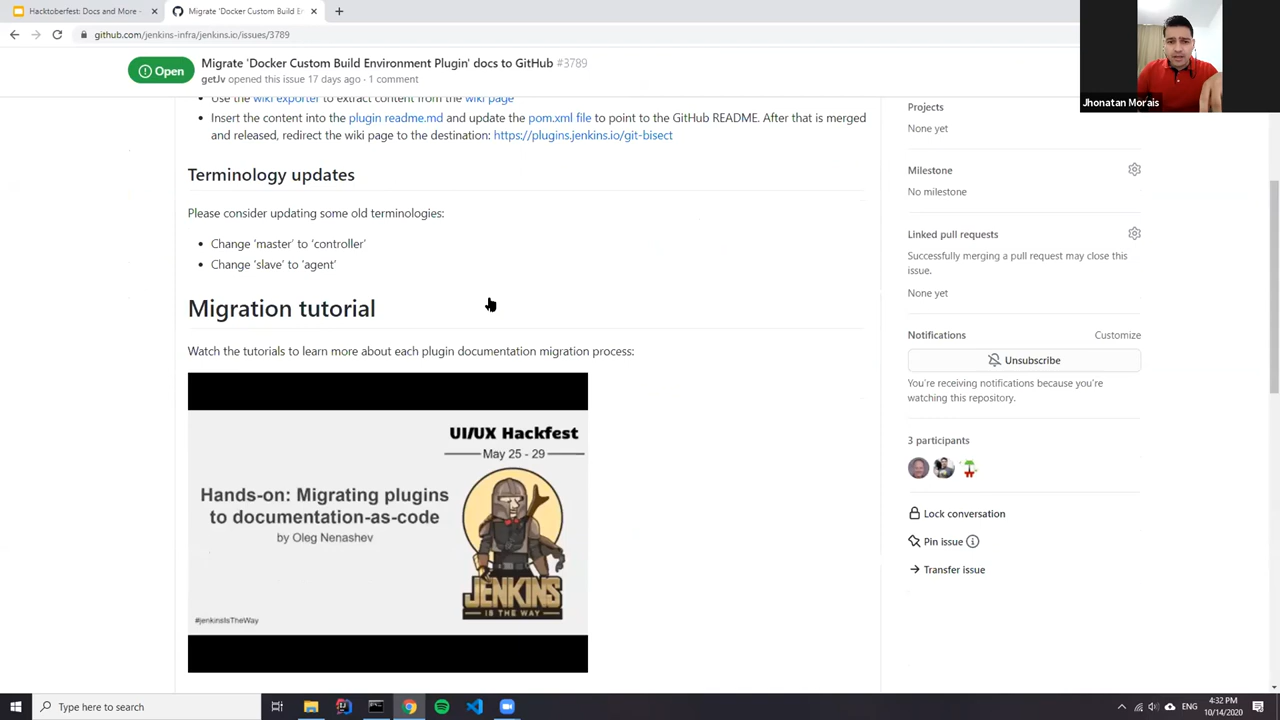 Hacktoberfest: Docs and More -
Migrate 'Docker Custom Build En
github.com/jenkins-infra/jenkins.io/issues/3789
Jhonatan Morais
Open
Migrate 'Docker Custom Build Environment Plugin' docs to GitHub #3789
getJv opened this issue 17 days ago · 1 comment
Use the wiki exporter to extract content from the wiki page
Insert the content into the plugin readme.md and update the pom.xml file to point to the GitHub README. After that is merged
and released, redirect the wiki page to the destination: https://plugins.jenkins.io/git-bisect
Terminology updates
Please consider updating some old terminologies:
Change 'master' to 'controller'
Change 'slave' to 'agent'
Migration tutorial
Watch the tutorials to learn more about each plugin documentation migration process:
UI/UX Hackfest
May 25 - 29
Hands-on: Migrating plugins
to documentation-as-code
by Oleg Nenashev
JENKINS
IS THE WAY
#jenkinsIsTheWay
Projects
None yet
Milestone
No milestone
Linked pull requests
Successfully merging a pull request may close this
issue.
None yet
Notifications
Customize
Unsubscribe
You're receiving notifications because you're
watching this repository.
3 participants
Lock conversation
Pin issue
Transfer issue
Type here to search
ENG
4:32 PM
10/14/2020